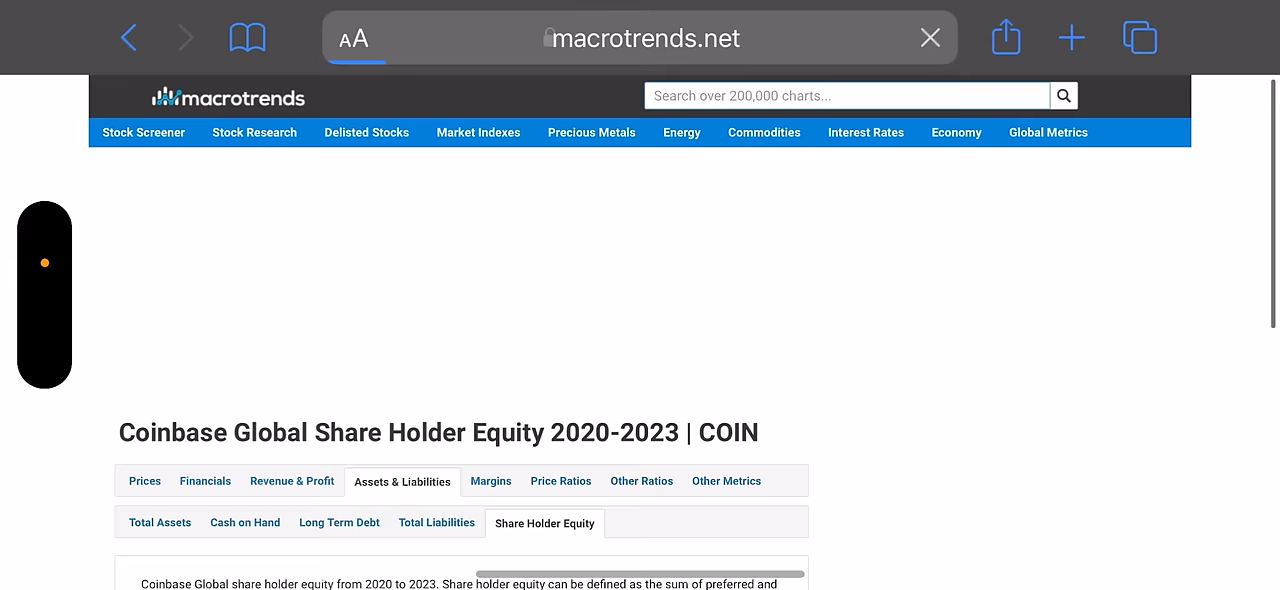 AA macrotrends.net
macrotrends
Search over 200,000 charts...
Stock Screener Stock Research Delisted Stocks Market Indexes Precious Metals Energy Commodities Interest Rates Economy Global Metrics
Coinbase Global Share Holder Equity 2020-2023 | COIN
Prices Financials Revenue & Profit Assets & Liabilities Margins Price Ratios Other Ratios Other Metrics
Total Assets Cash on Hand Long Term Debt Total Liabilities Share Holder Equity
Coinbase Global share holder equity from 2020 to 2023. Share holder equity can be defined as the sum of preferred and